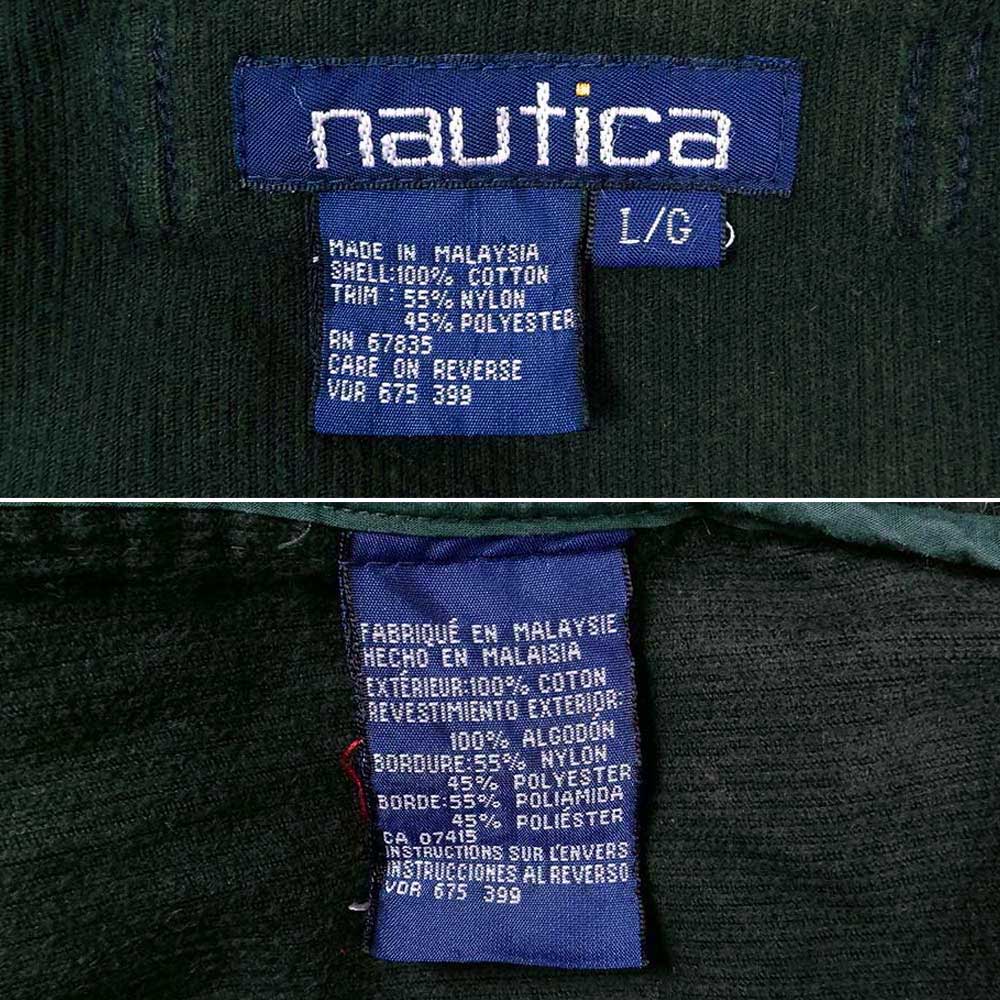 nautica
L/G
MADE IN MALAYSIA
SHELL:100% COTTON
TRIM : 55% NYLON
45% POLYESTER
RN 67835
CARE ON REVERSE
VDR 675 399
FABRIQUÉ EN MALAYSIE
HECHO EN MALAISIA
EXTÉRIEUR:100% COTON
REVESTIMIENTO EXTERIOR:
100% ALGODÓN
BORDURE:55% NYLON
45% POLYESTER
BORDE:55% POLIAMIDA
45% POLIÉSTER
CA 07415
INSTRUCTIONS SUR L'ENVERS
INSTRUCCIONES AL REVERSO
VDR 675 399